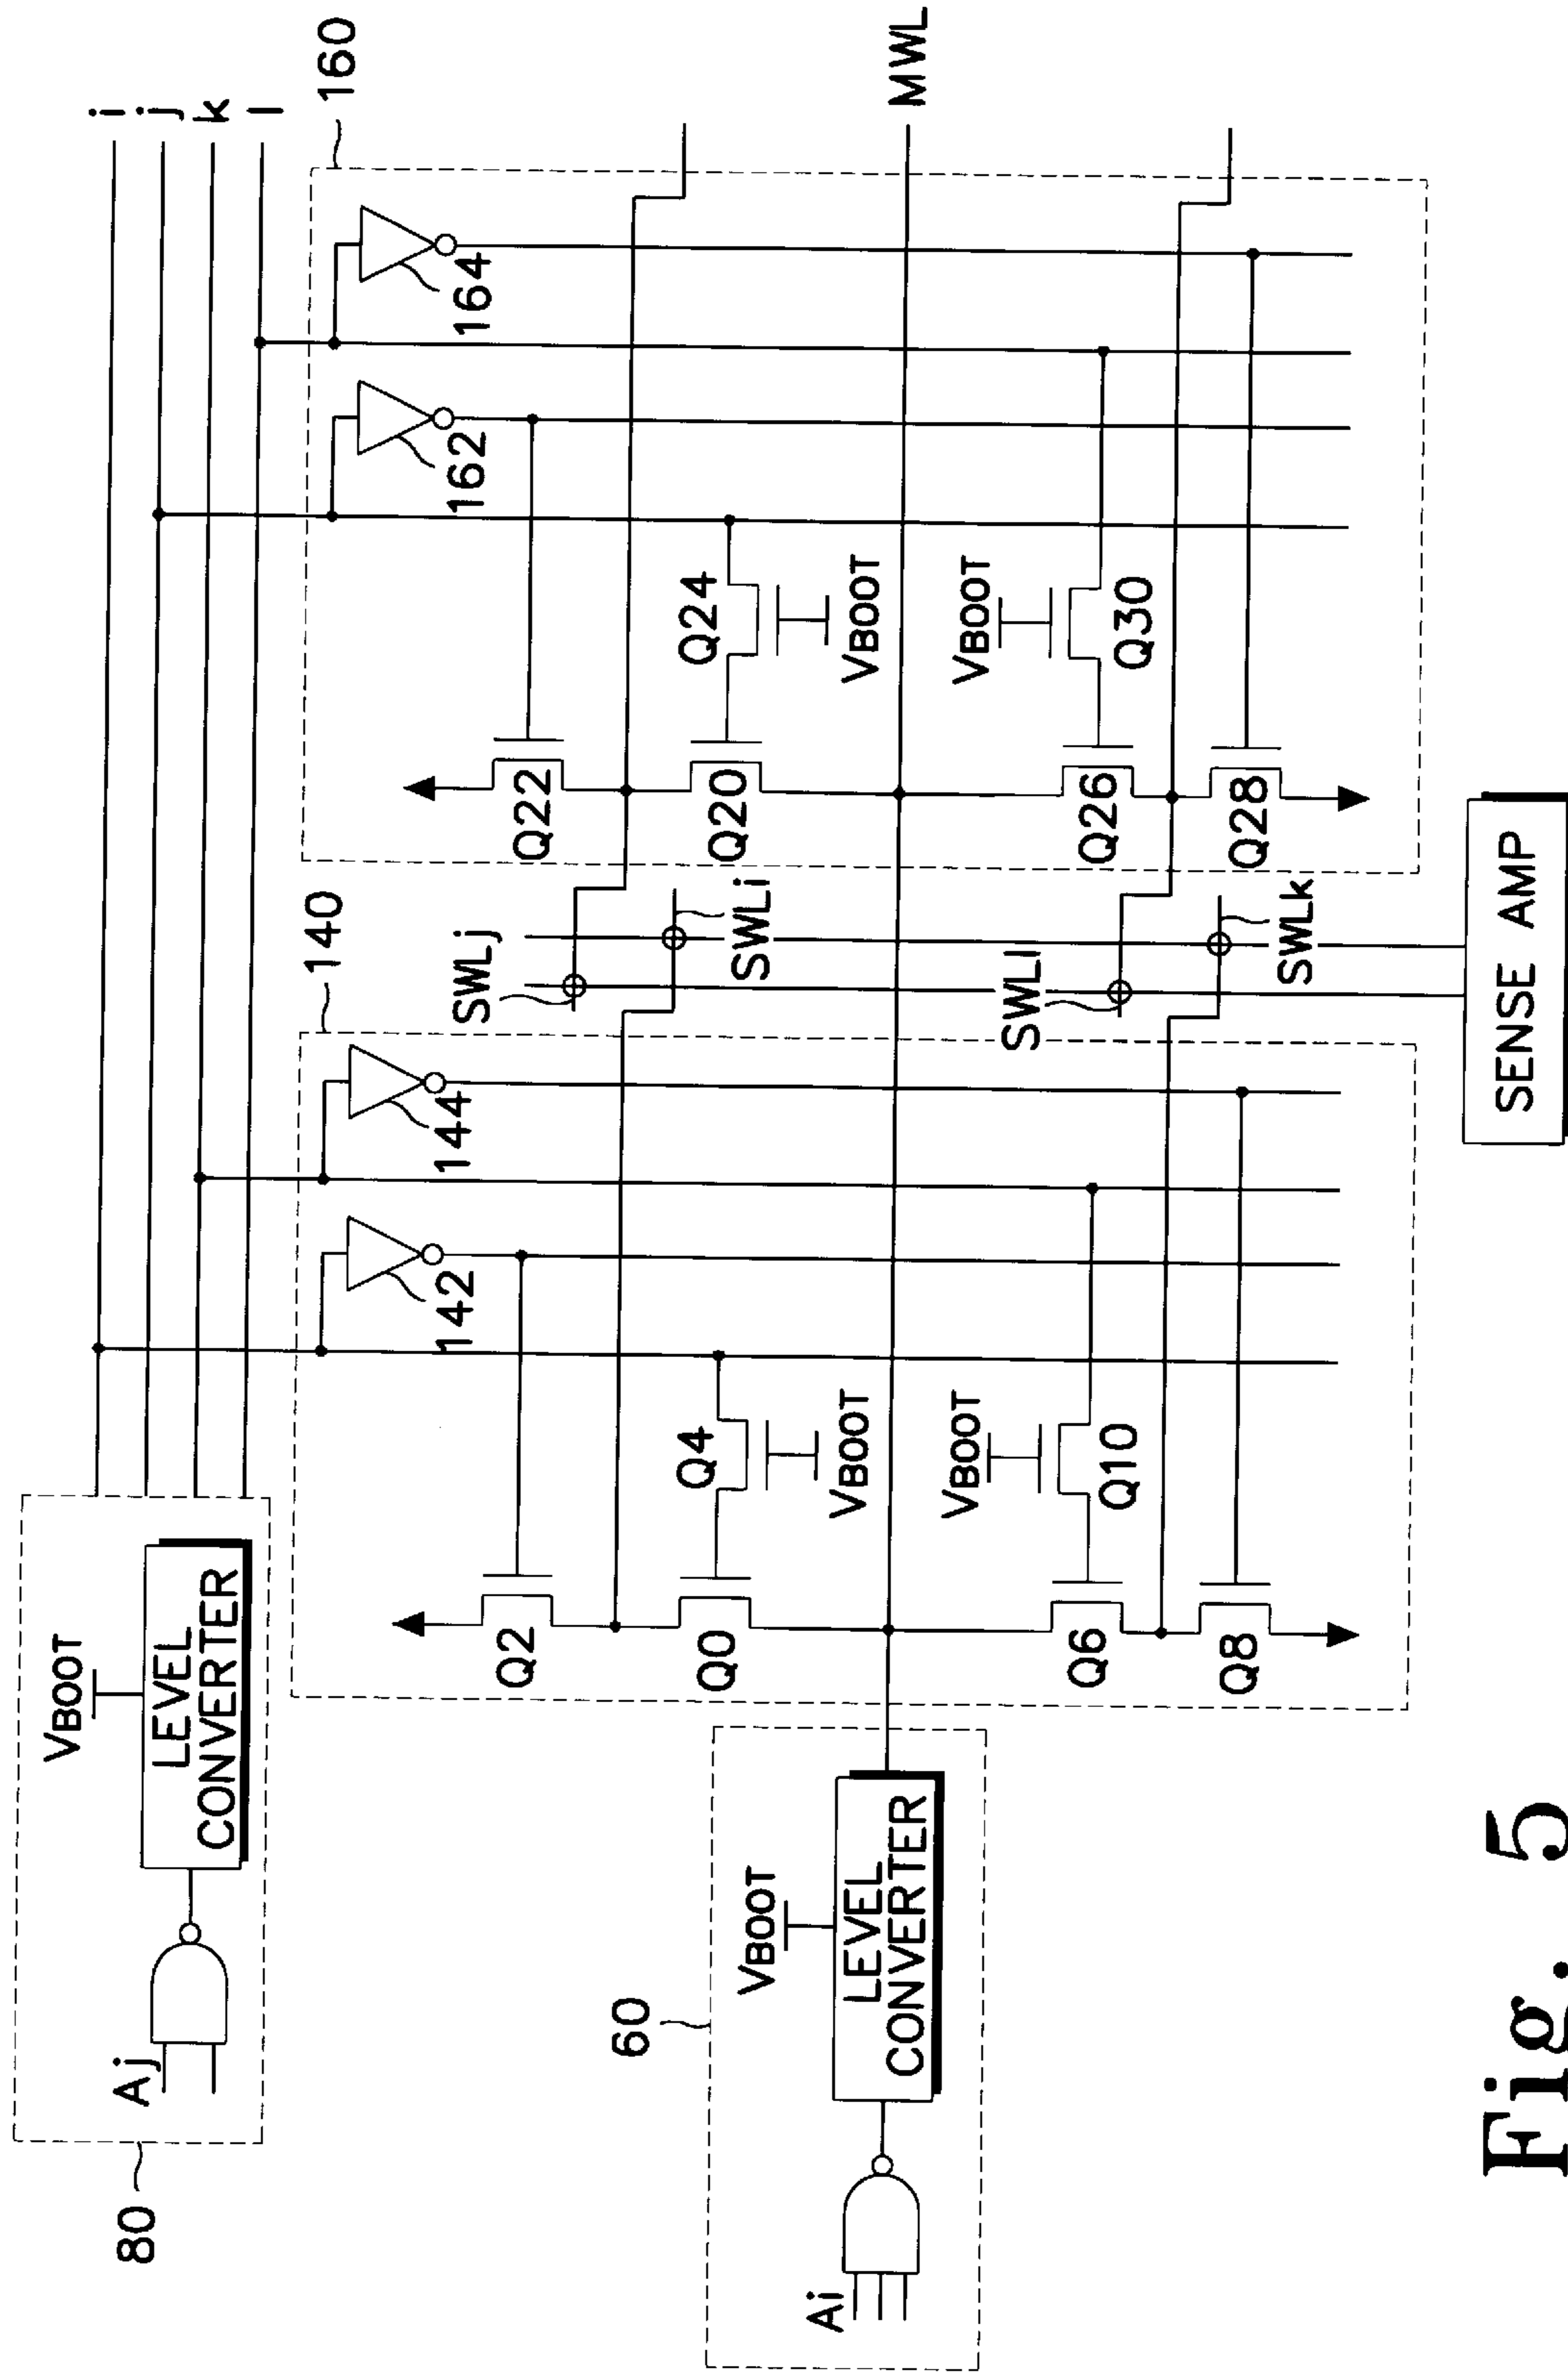 i
j
k
l
160
MWL
164
162
Q24
VBOOT
VBOOT
Q30
Q22
Q20
Q26
Q28
140
SWLj
SWLi
SWLl
SWLk
SENSE AMP
144
142
Q4
VBOOT
VBOOT
Q10
Q2
Q0
Q6
Q8
VBOOT
LEVEL
CONVERTER
Aj
80
VBOOT
LEVEL
CONVERTER
60
Ai
Fig. 5